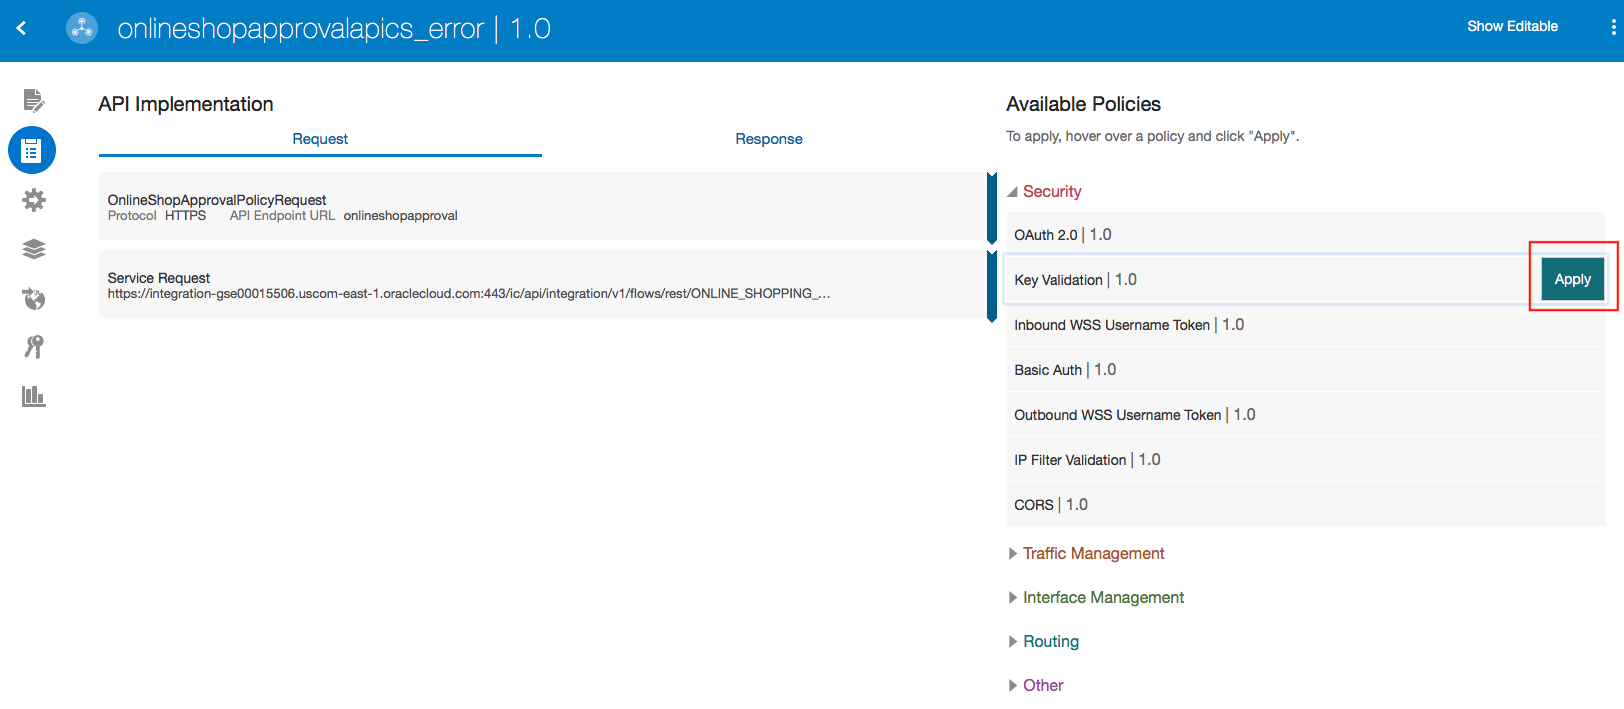 onlineshopapprovalapics_error | 1.0
Show Editable
API Implementation
Request
Response
OnlineShopApprovalPolicyRequest
Protocol HTTPS API Endpoint URL onlineshopapproval
Service Request
https://integration-gse00015506.uscom-east-1.oraclecloud.com:443/ic/api/integration/v1/flows/rest/ONLINE_SHOPPING_...
Available Policies
To apply, hover over a policy and click "Apply".
Security
OAuth 2.0 | 1.0
Key Validation | 1.0
Apply
Inbound WSS Username Token | 1.0
Basic Auth | 1.0
Outbound WSS Username Token | 1.0
IP Filter Validation | 1.0
CORS | 1.0
Traffic Management
Interface Management
Routing
Other